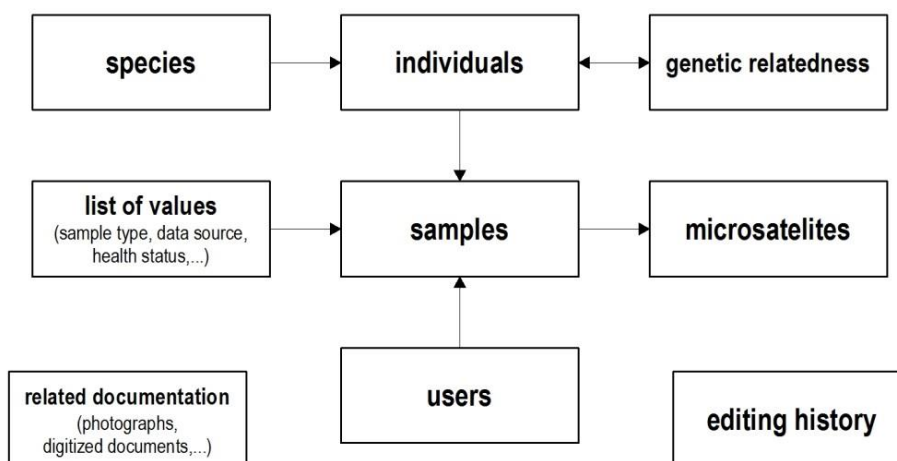 species
individuals
genetic relatedness
list of values
(sample type, data source,
health status,...)
samples
microsatelites
related documentation
(photographs,
digitized documents,...)
users
editing history